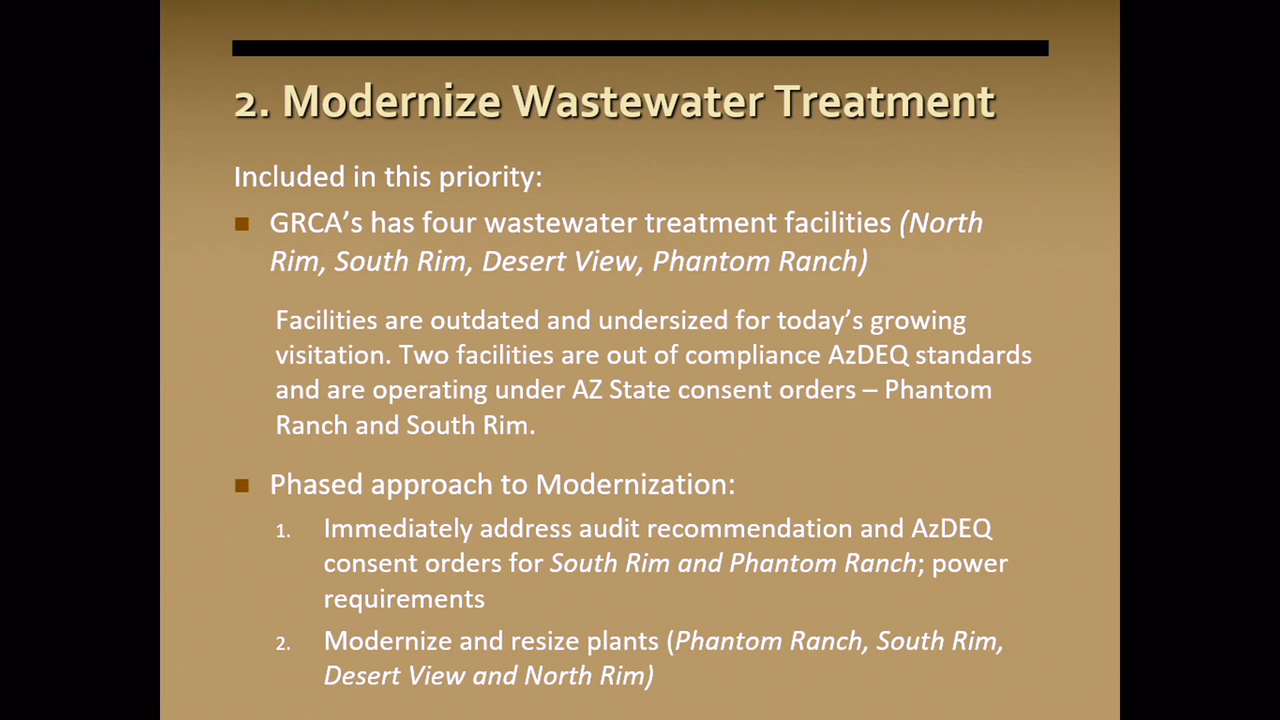 2. Modernize Wastewater Treatment
Included in this priority:
■ GRCA's has four wastewater treatment facilities (North
Rim, South Rim, Desert View, Phantom Ranch)
Facilities are outdated and undersized for today's growing
visitation. Two facilities are out of compliance AzDEQ standards
and are operating under AZ State consent orders – Phantom
Ranch and South Rim.
■ Phased approach to Modernization:
1. Immediately address audit recommendation and AzDEQ
consent orders for South Rim and Phantom Ranch; power
requirements
2. Modernize and resize plants (Phantom Ranch, South Rim,
Desert View and North Rim)